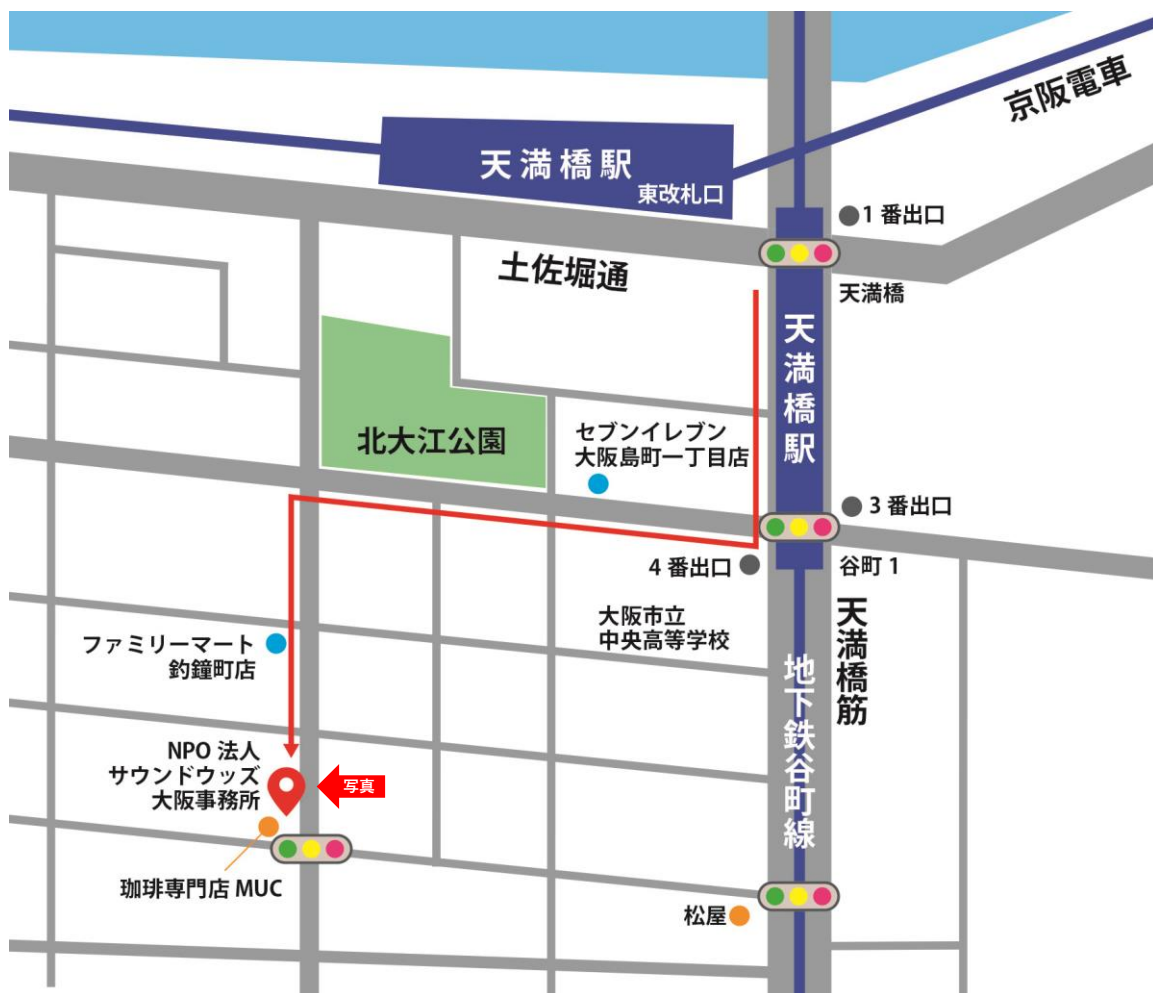 京阪電車
天満橋駅
東改札口
1 番出口
土佐堀通
天満橋
天満橋駅
北大江公園
セブンイレブン
大阪島町一丁目店
3 番出口
4 番出口
谷町 1
大阪市立
中央高等学校
天満橋筋
地下鉄谷町線
ファミリーマート
釣鐘町店
NPO 法人
サウンドウッズ
大阪事務所
写真
珈琲専門店 MUC
松屋